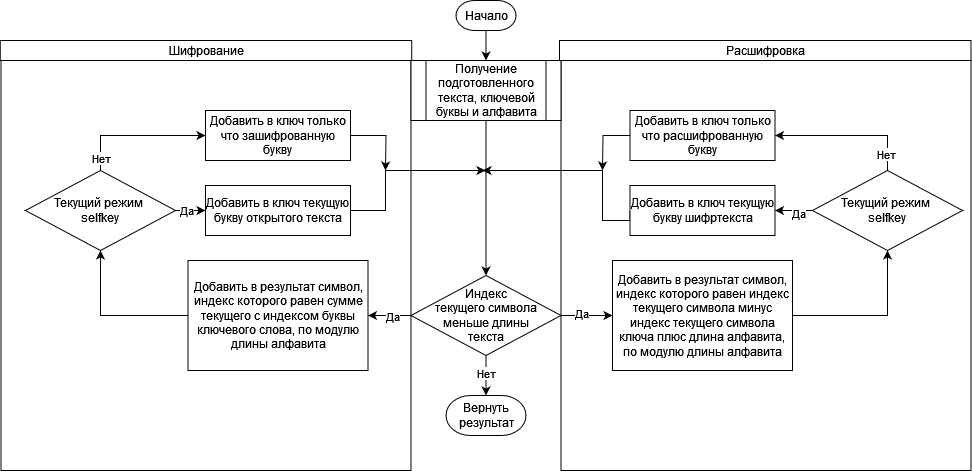 Начало
Шифрование
Расшифровка
Получение
подготовленного
текста, ключевой
буквы и алфавита
Добавить в ключ только
что зашифрованную
букву
Нет
Текущий режим
selfkey
Да
Добавить в ключ текущую
букву открытого текста
Добавить в результат символ,
индекс которого равен сумме
текущего с индексом буквы
ключевого слова, по модулю
длины алфавита
Да
Индекс
текущего символа
меньше длины
текста
Да
Нет
Вернуть
результат
Добавить в ключ только
что расшифрованную
букву
Нет
Добавить в ключ текущую
букву шифртекста
Да
Текущий режим
selfkey
Добавить в результат символ,
индекс которого равен индекс
текущего символа минус
индекс текущего символа
ключа плюс длина алфавита,
по модулю длины алфавита